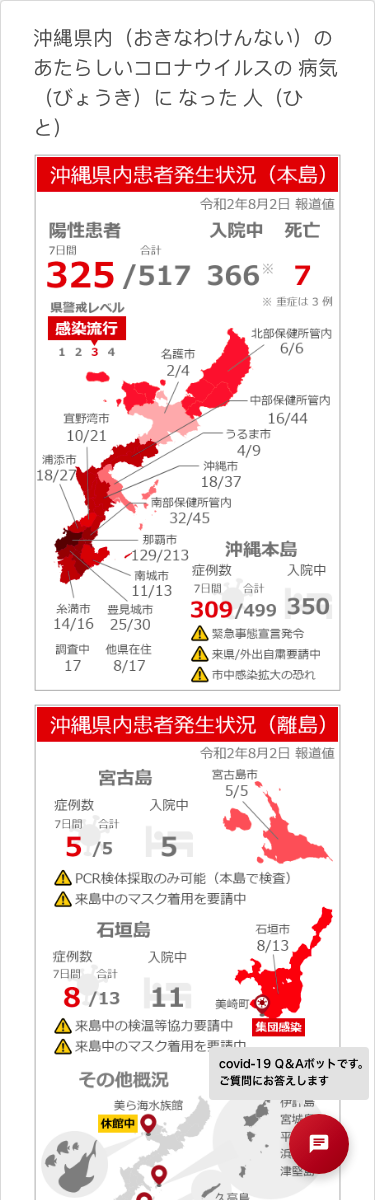 沖縄県内（おきなわけんない）の
あたらしいコロナウイルスの 病気
（びょうき）に なった 人（ひ
と）
沖縄県内患者発生状況（本島）
令和2年8月2日 報道値
陽性患者 入院中 死亡
7日間 合計
325 /517 366※ 7
※ 重症は 3 例
県警戒レベル
感染流行
1 2 3 4
北部保健所管内
6/6
名護市
2/4
中部保健所管内
16/44
宜野湾市
10/21
うるま市
4/9
浦添市
18/27
沖縄市
18/37
南部保健所管内
32/45
那覇市
129/213
南城市
11/13
糸満市
14/16
豊見城市
25/30
調査中
17
他県在住
8/17
沖縄本島
症例数 入院中
7日間 合計
309/499 350
緊急事態宣言発令
来県/外出自粛要請中
市中感染拡大の恐れ
沖縄県内患者発生状況（離島）
令和2年8月2日 報道値
宮古島
症例数 入院中
7日間 合計
5 /5 5
宮古島市
5/5
PCR検体採取のみ可能（本島で検査）
来島中のマスク着用を要請中
石垣島
症例数 入院中
7日間 合計
8 /13 11
石垣市
8/13
美崎町
集団感染
来島中の検温等協力要請中
来島中のマスク着用を要請中
covid-19 Q&Aボットです。
ご質問にお答えします
その他概況
美ら海水族館
休館中
伊計島
宮城
平
浜
津堅島
久高島